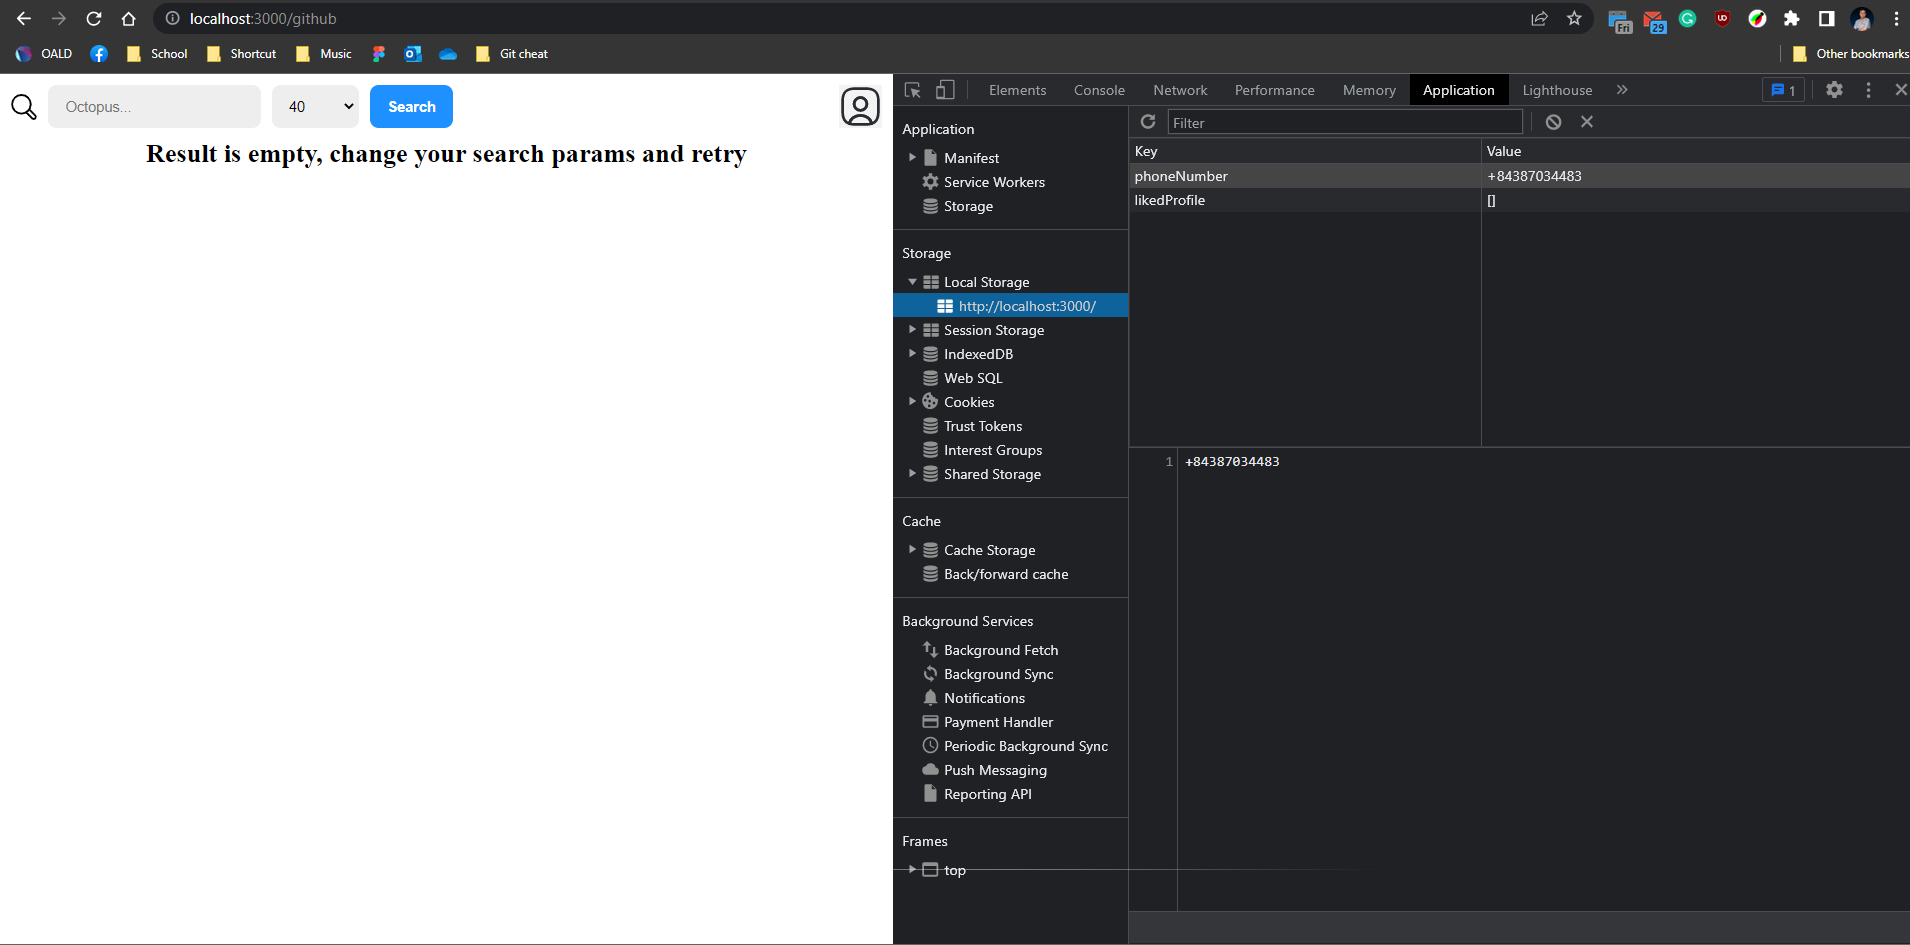 localhost:3000/github
Fri
29
OALD
School
Shortcut
Music
Git cheat
Other bookmarks
Octopus...
40
Search
Result is empty, change your search params and retry
Elements
Console
Network
Performance
Memory
Application
Lighthouse
1
Application
Manifest
Service Workers
Storage
Storage
Local Storage
http://localhost:3000/
Session Storage
IndexedDB
Web SQL
Cookies
Trust Tokens
Interest Groups
Shared Storage
Cache
Cache Storage
Back/forward cache
Background Services
Background Fetch
Background Sync
Notifications
Payment Handler
Periodic Background Sync
Push Messaging
Reporting API
Frames
top
Filter
Key Value
phoneNumber +84387034483
likedProfile []
1 +84387034483